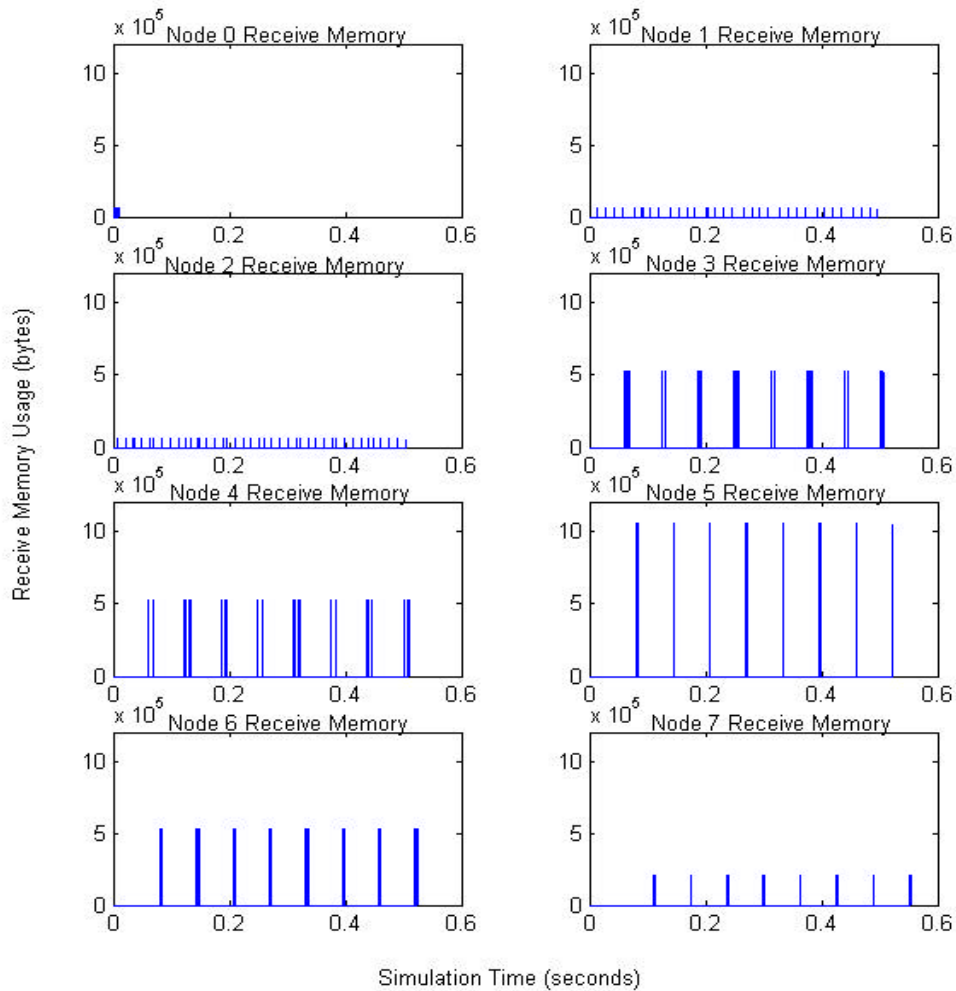 x 10^5 Node 0 Receive Memory
10
5
0
0 0.2 0.4 0.6
x 10^5 Node 1 Receive Memory
10
5
0
0 0.2 0.4 0.6
x 10^5 Node 2 Receive Memory
10
5
0
0 0.2 0.4 0.6
x 10^5 Node 3 Receive Memory
10
5
0
0 0.2 0.4 0.6
x 10^5 Node 4 Receive Memory
10
5
0
0 0.2 0.4 0.6
x 10^5 Node 5 Receive Memory
10
5
0
0 0.2 0.4 0.6
x 10^5 Node 6 Receive Memory
10
5
0
0 0.2 0.4 0.6
x 10^5 Node 7 Receive Memory
10
5
0
0 0.2 0.4 0.6
Receive Memory Usage (bytes)
Simulation Time (seconds)